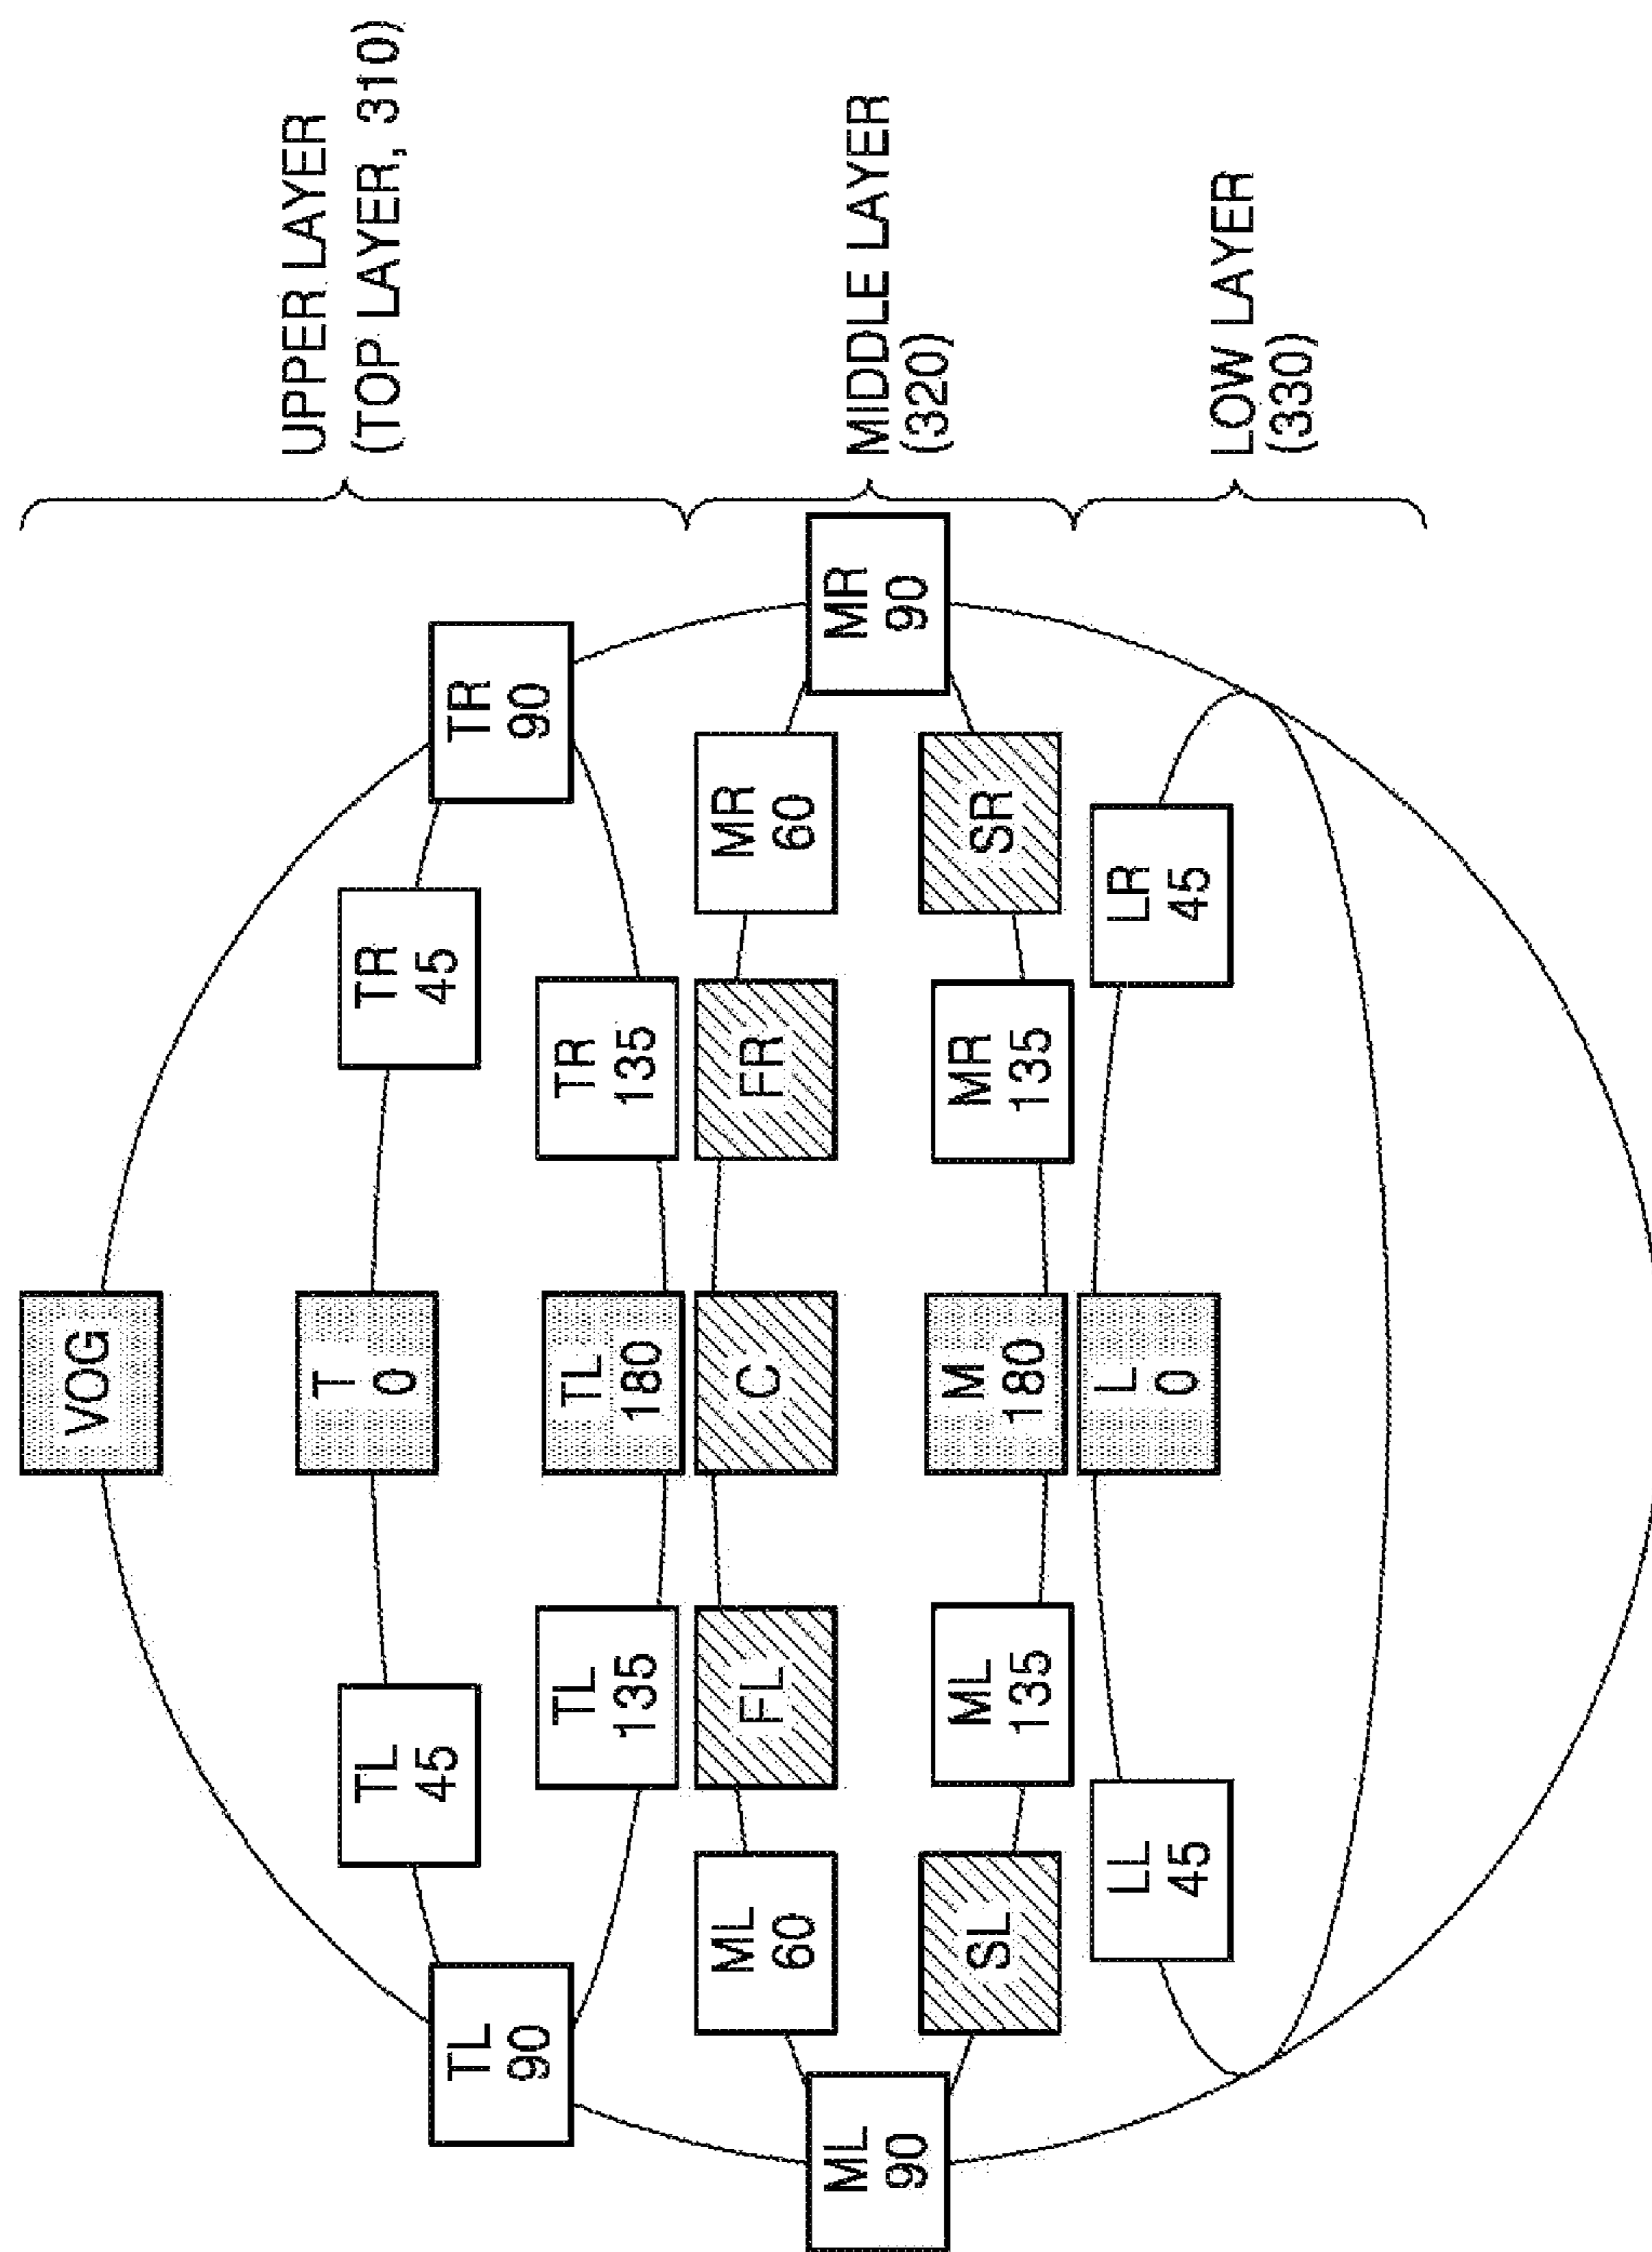 VOG
T
0
TL
45
TR
45
TL
90
TR
90
TL
135
TL
180
TR
135
UPPER LAYER
(TOP LAYER, 310)
ML
60
FL
C
FR
MR
60
ML
90
MR
90
MIDDLE LAYER
(320)
SL
ML
135
M
180
MR
135
SR
LL
45
L
0
LR
45
LOW LAYER
(330)